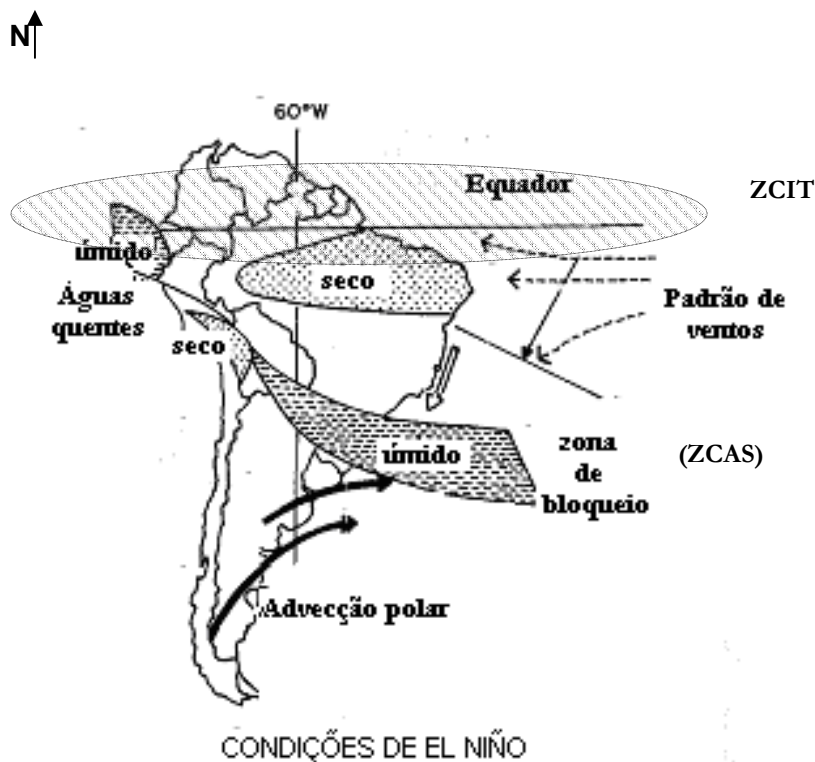 N
60°W
Equador
ZCIT
úmido
Águas
quentes
seco
seco
Padrão de
ventos
úmido
zona
de
bloqueio
(ZCAS)
Advecção polar
CONDIÇÕES DE EL NIÑO